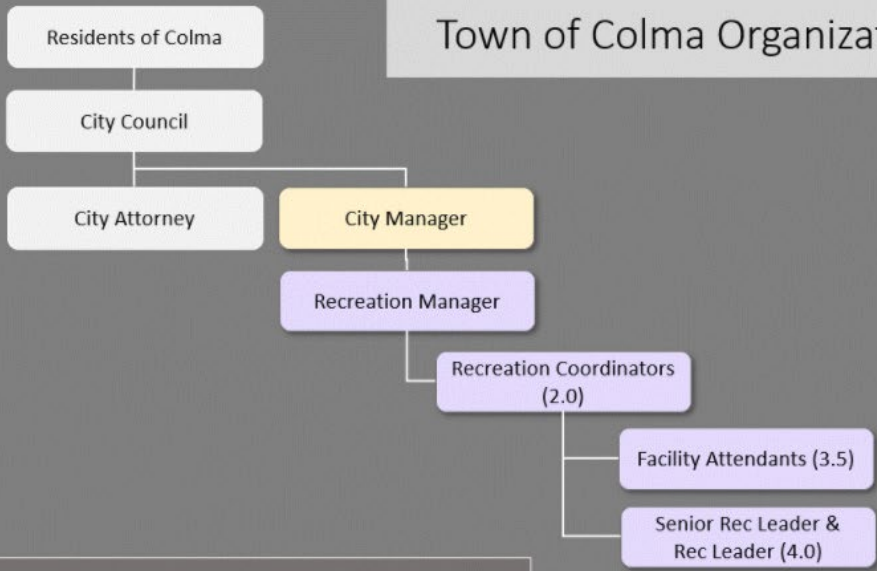 Town of Colma
Residents of Colma
City Council
City Attorney
City Manager
Recreation Manager
Recreation Coordinators
(2.0)
Facility Attendants (3.5)
Senior Rec Leader &
Rec Leader (4.0)